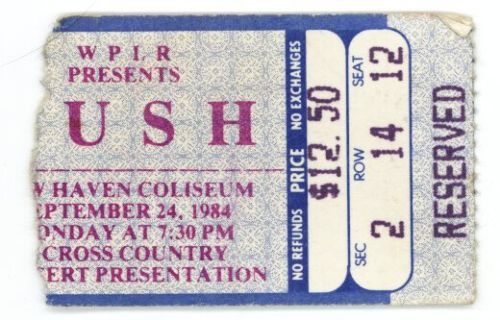 W P L R
PRESENTS
USH
W HAVEN COLISEUM
EPTEMBER 24, 1984
ONDAY AT 7:30 PM
CROSS COUNTRY
CERT PRESENTATION
NO REFUNDS PRICE NO EXCHANGES
$12.50
SEC ROW SEAT
2 14 12
RESERVED